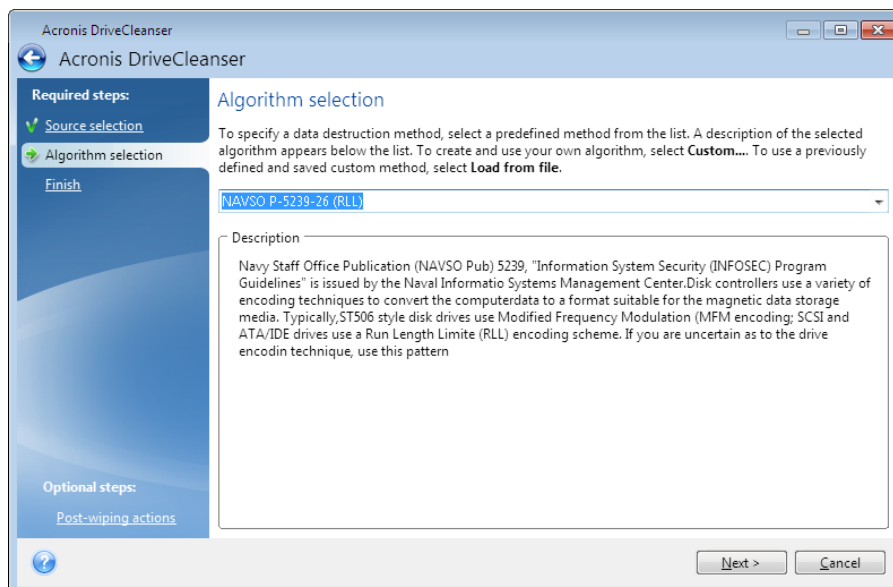 Acronis DriveCleanser
Acronis DriveCleanser
Required steps:
Source selection
Algorithm selection
Finish
Optional steps:
Post-wiping actions
Algorithm selection
To specify a data destruction method, select a predefined method from the list. A description of the selected
algorithm appears below the list. To create and use your own algorithm, select Custom.... To use a previously
defined and saved custom method, select Load from file.
NAVSO P-5239-26 (RLL)
Description
Navy Staff Office Publication (NAVSO Pub) 5239, "Information System Security (INFOSEC) Program
Guidelines" is issued by the Naval Informatio Systems Management Center.Disk controllers use a variety of
encoding techniques to convert the computerdata to a format suitable for the magnetic data storage
media. Typically,ST506 style disk drives use Modified Frequency Modulation (MFM encoding; SCSI and
ATA/IDE drives use a Run Length Limite (RLL) encoding scheme. If you are uncertain as to the drive
encodin technique, use this pattern
?
Next >
Cancel